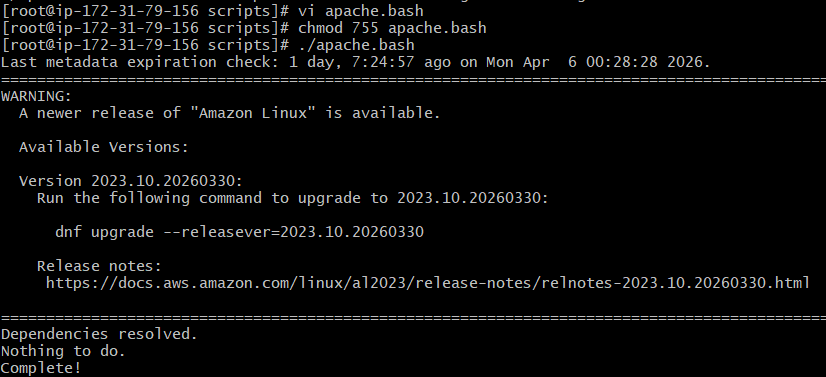 [root@ip-172-31-79-156 scripts]# vi apache.bash
[root@ip-172-31-79-156 scripts]# chmod 755 apache.bash
[root@ip-172-31-79-156 scripts]# ./apache.bash
Last metadata expiration check: 1 day, 7:24:57 ago on Mon Apr  6 00:28:28 2026.
============================================================================================
WARNING:
  A newer release of "Amazon Linux" is available.

  Available Versions:

  Version 2023.10.20260330:
    Run the following command to upgrade to 2023.10.20260330:

      dnf upgrade --releasever=2023.10.20260330

    Release notes:
     https://docs.aws.amazon.com/linux/al2023/release-notes/relnotes-2023.10.20260330.html

============================================================================================
Dependencies resolved.
Nothing to do.
Complete!